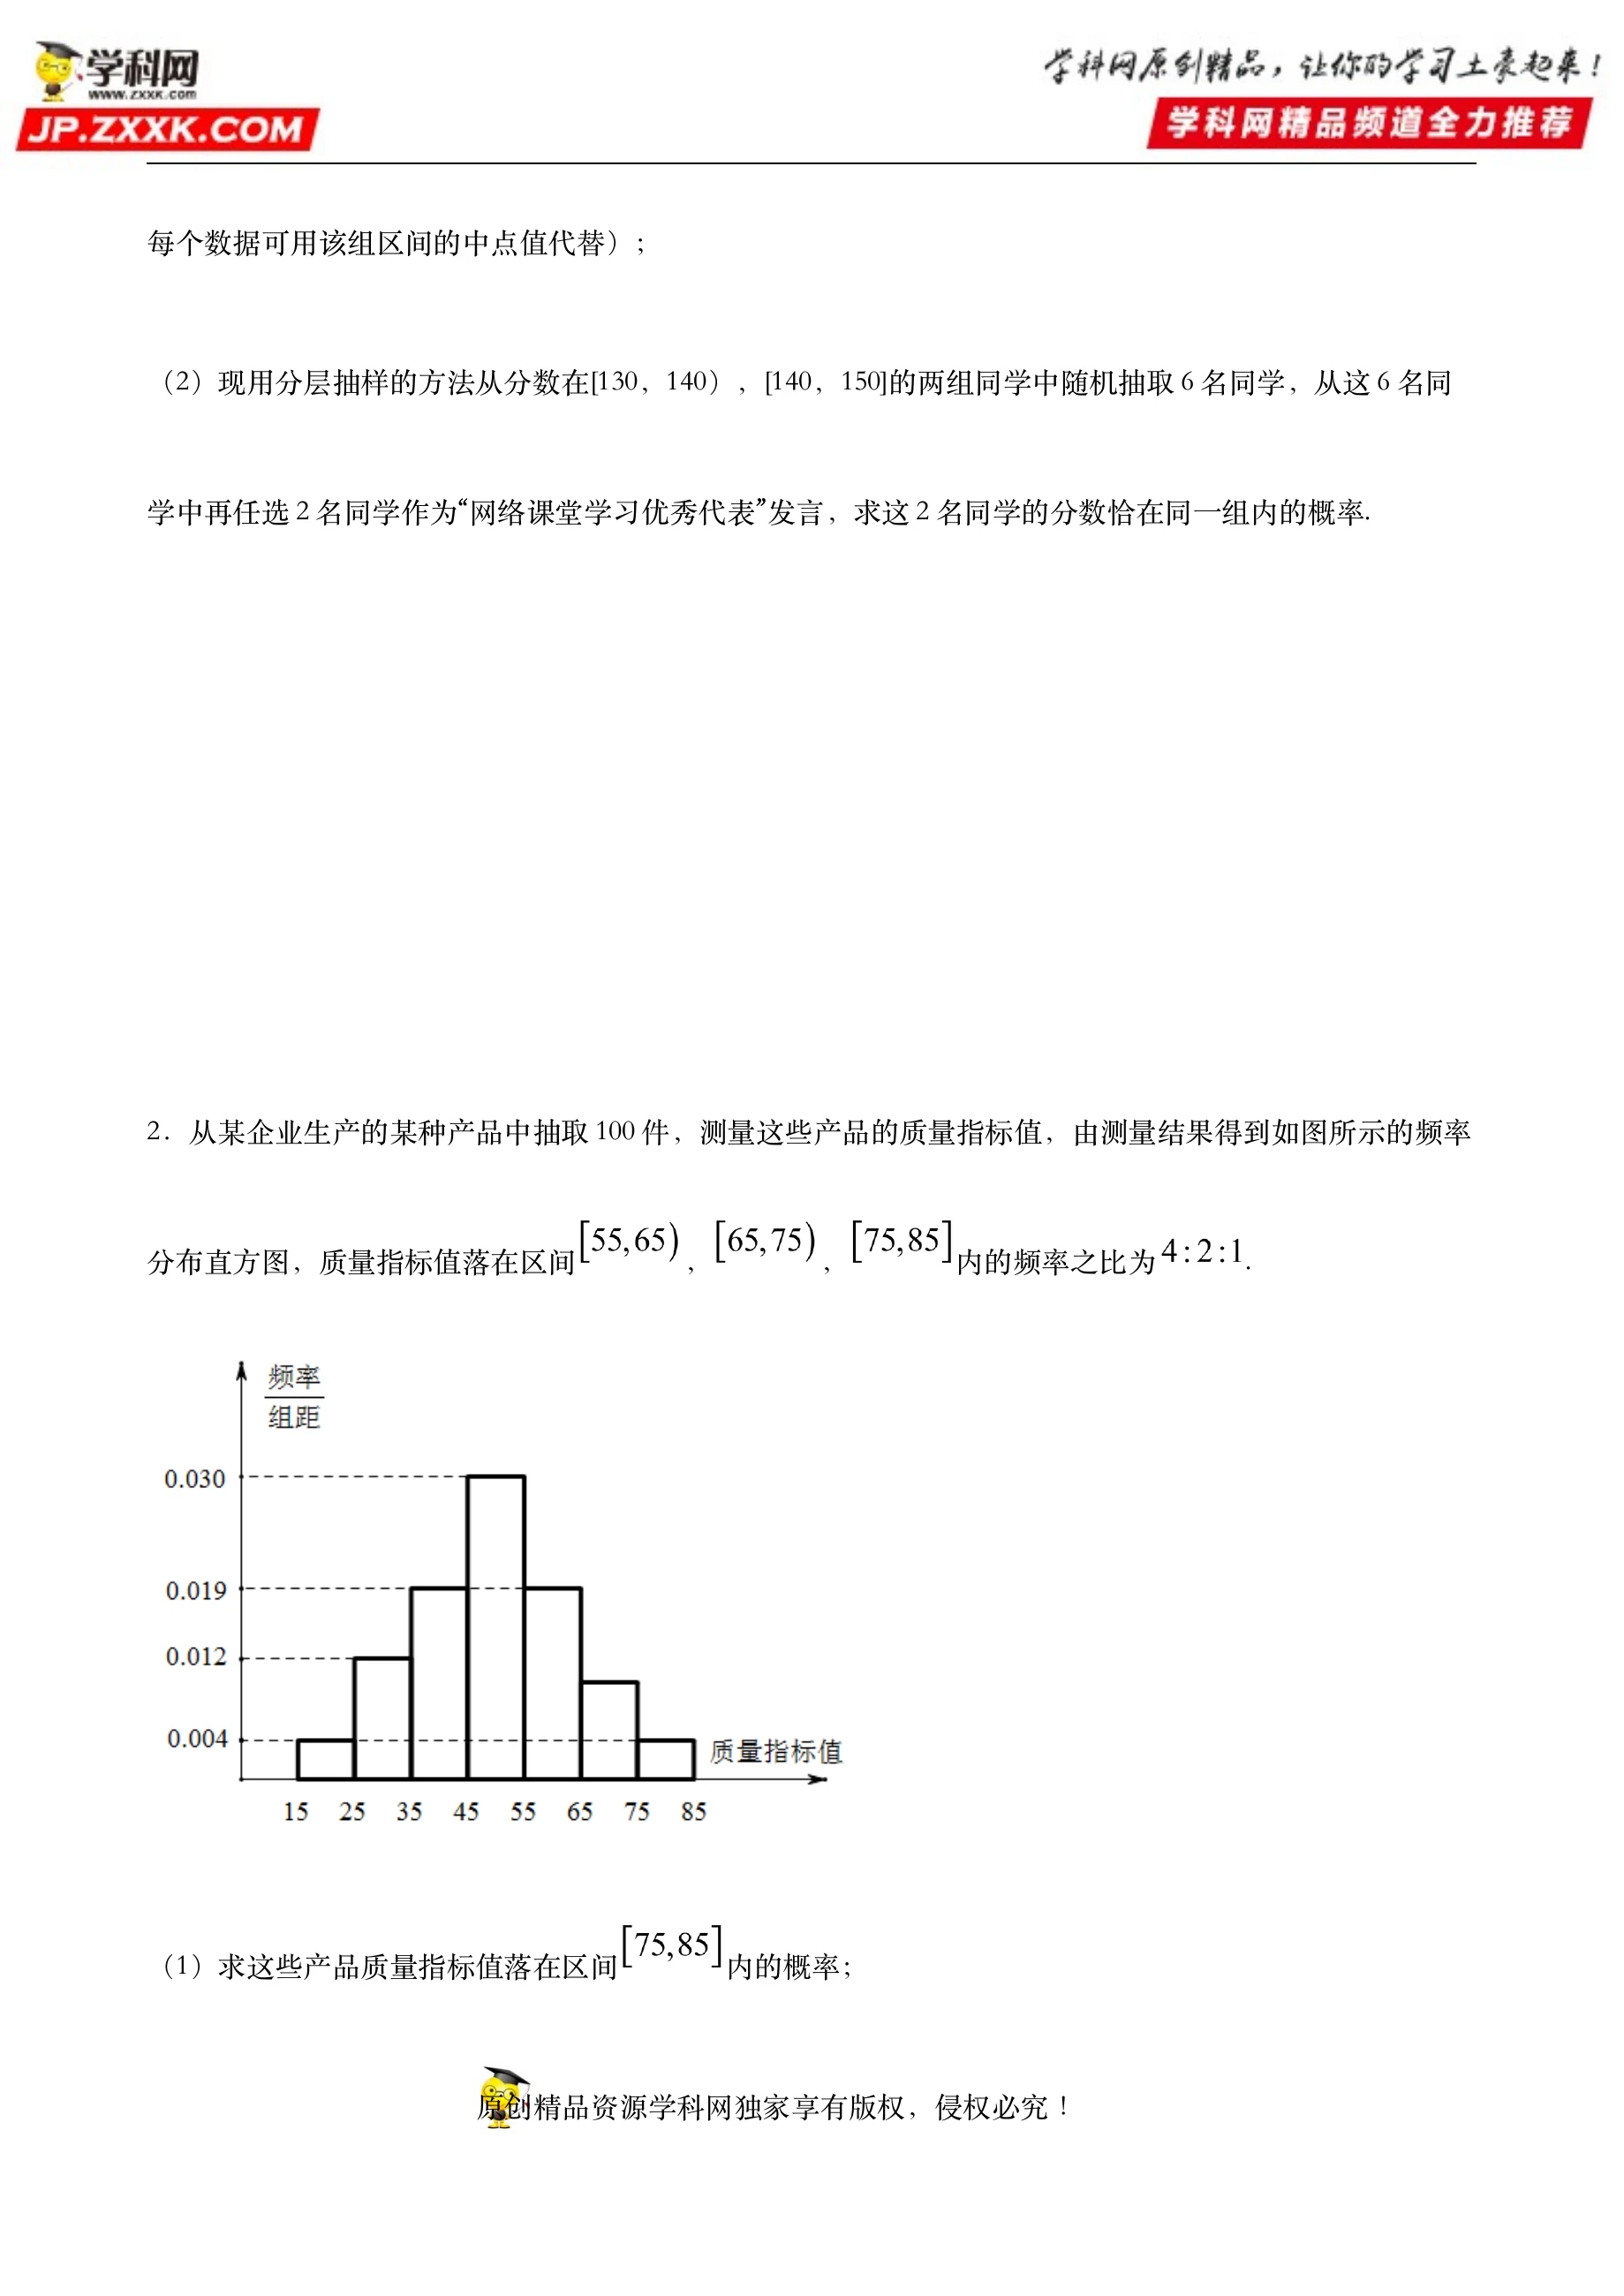 学科网
www.zxxk.com
JP.ZXXK.COM
学科网原创精品，让你的学习土豪起来！
学科网精品频道全力推荐
每个数据可用该组区间的中点值代替）；
（2）现用分层抽样的方法从分数在[130，140），[140，150]的两组同学中随机抽取 6 名同学，从这 6 名同
学中再任选 2 名同学作为“网络课堂学习优秀代表”发言，求这 2 名同学的分数恰在同一组内的概率.
2．从某企业生产的某种产品中抽取 100 件，测量这些产品的质量指标值，由测量结果得到如图所示的频率
分布直方图，质量指标值落在区间[55,65)，[65,75)，[75,85]内的频率之比为 4:2:1.
频率
组距
0.030
0.019
0.012
0.004
质量指标值
15 25 35 45 55 65 75 85
（1）求这些产品质量指标值落在区间[75,85]内的概率；
原创精品资源学科网独家享有版权，侵权必究！